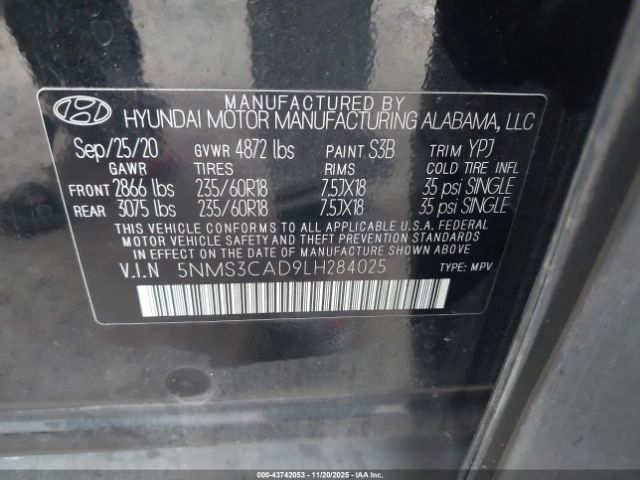 MANUFACTURED BY
HYUNDAI MOTOR MANUFACTURING ALABAMA, LLC
Sep/25/20 GVWR 4872 lbs PAINT S3B TRIM YPJ
GAWR TIRES RIMS COLD TIRE INFL
FRONT 2866 lbs 235/60R18 7.5JX18 35 psi SINGLE
REAR 3075 lbs 235/60R18 7.5JX18 35 psi SINGLE
THIS VEHICLE CONFORMS TO ALL APPLICABLE U.S.A. FEDERAL
MOTOR VEHICLE SAFETY AND THEFT PREVENTION STANDARDS
IN EFFECT ON THE DATE OF MANUFACTURE SHOWN ABOVE
V.I.N 5NMS3CAD9LH284025 TYPE: MPV
000-43742053 - 11/20/2025 - IAAI.com